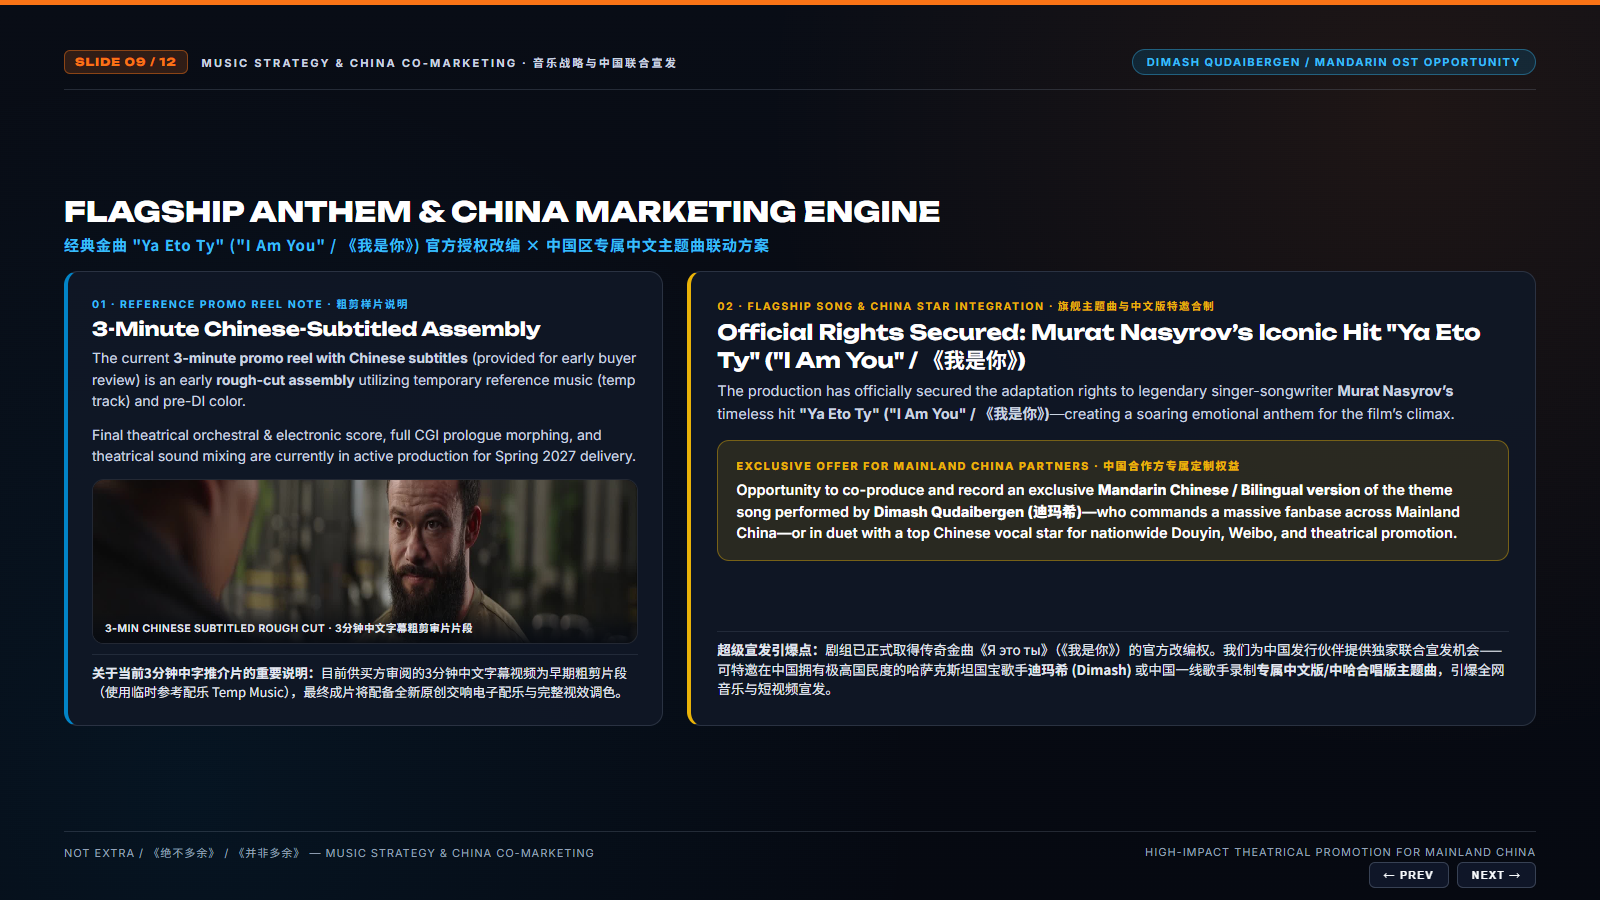 SLIDE 09 / 12
MUSIC STRATEGY & CHINA CO-MARKETING · 音乐战略与中国联合宣发
DIMASH QUDAIBERGEN / MANDARIN OST OPPORTUNITY
FLAGSHIP ANTHEM & CHINA MARKETING ENGINE
经典金曲 "Ya Eto Ty" ("I Am You" / 《我是你》) 官方授权改编 × 中国区专属中文主题曲联动方案
01 · REFERENCE PROMO REEL NOTE · 粗剪样片说明
3-Minute Chinese-Subtitled Assembly
The current 3-minute promo reel with Chinese subtitles (provided for early buyer
review) is an early rough-cut assembly utilizing temporary reference music (temp
track) and pre-DI color.
Final theatrical orchestral & electronic score, full CGI prologue morphing, and
theatrical sound mixing are currently in active production for Spring 2027 delivery.
3-MIN CHINESE SUBTITLED ROUGH CUT · 3分钟中文字幕粗剪审片片段
关于当前3分钟中字推介片的重要说明：目前供买方审阅的3分钟中文字幕视频为早期粗剪片段
（使用临时参考配乐 Temp Music），最终成片将配备全新原创交响电子配乐与完整视效调色。
02 · FLAGSHIP SONG & CHINA STAR INTEGRATION · 旗舰主题曲与中文版特邀合制
Official Rights Secured: Murat Nasyrov’s Iconic Hit "Ya Eto
Ty" ("I Am You" / 《我是你》)
The production has officially secured the adaptation rights to legendary singer-songwriter Murat Nasyrov’s
timeless hit "Ya Eto Ty" ("I Am You" / 《我是你》)—creating a soaring emotional anthem for the film’s climax.
EXCLUSIVE OFFER FOR MAINLAND CHINA PARTNERS · 中国合作方专属定制权益
Opportunity to co-produce and record an exclusive Mandarin Chinese / Bilingual version of the theme
song performed by Dimash Qudaibergen (迪玛希)—who commands a massive fanbase across Mainland
China—or in duet with a top Chinese vocal star for nationwide Douyin, Weibo, and theatrical promotion.
超级宣发引爆点：剧组已正式取得传奇金曲《Я это ты》（《我是你》）的官方改编权。我们为中国发行伙伴提供独家联合宣发机会——
可特邀在中国拥有极高国民度的哈萨克斯坦国宝歌手迪玛希 (Dimash) 或中国一线歌手录制专属中文版/中哈合唱版主题曲，引爆全网
音乐与短视频宣发。
NOT EXTRA / 《绝不多余》 / 《并非多余》 — MUSIC STRATEGY & CHINA CO-MARKETING
HIGH-IMPACT THEATRICAL PROMOTION FOR MAINLAND CHINA
← PREV
NEXT →